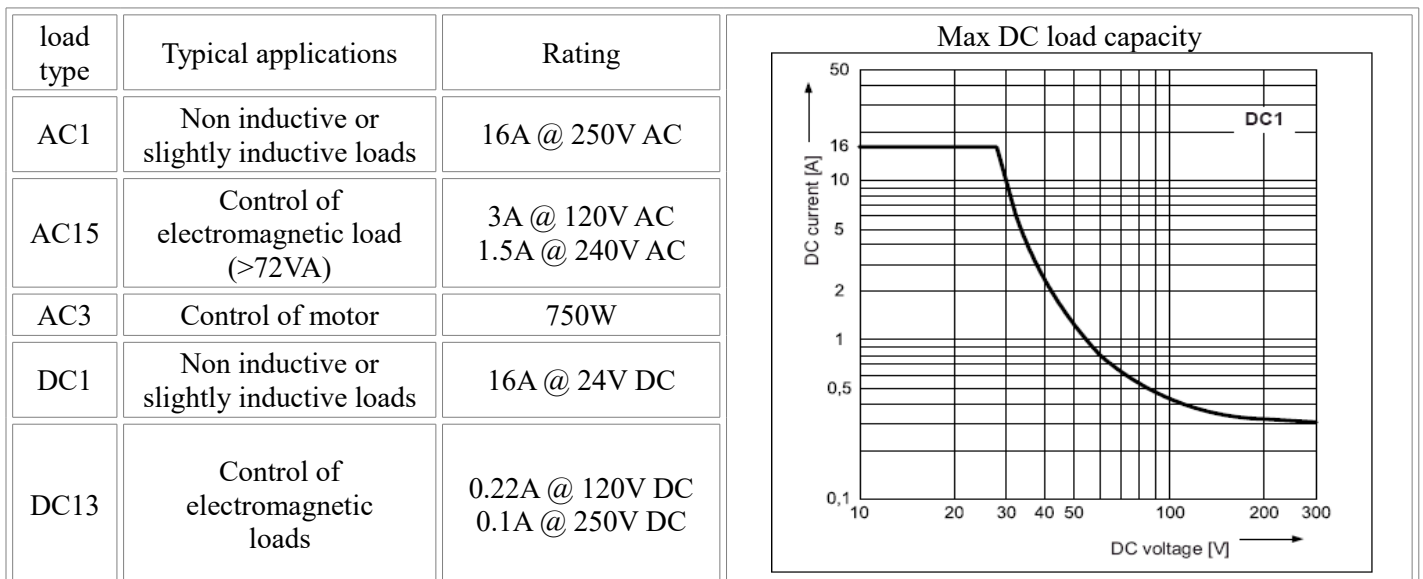 load
type
Typical applications
Rating
AC1
Non inductive or
slightly inductive loads
16A @ 250V AC
AC15
Control of
electromagnetic load
(>72VA)
3A @ 120V AC
1.5A @ 240V AC
AC3
Control of motor
750W
DC1
Non inductive or
slightly inductive loads
16A @ 24V DC
DC13
Control of
electromagnetic
loads
0.22A @ 120V DC
0.1A @ 250V DC
Max DC load capacity
DC1
DC current [A]
50
16
10
5
2
1
0,5
0,1
10 20 30 40 50 100 200 300
DC voltage [V]